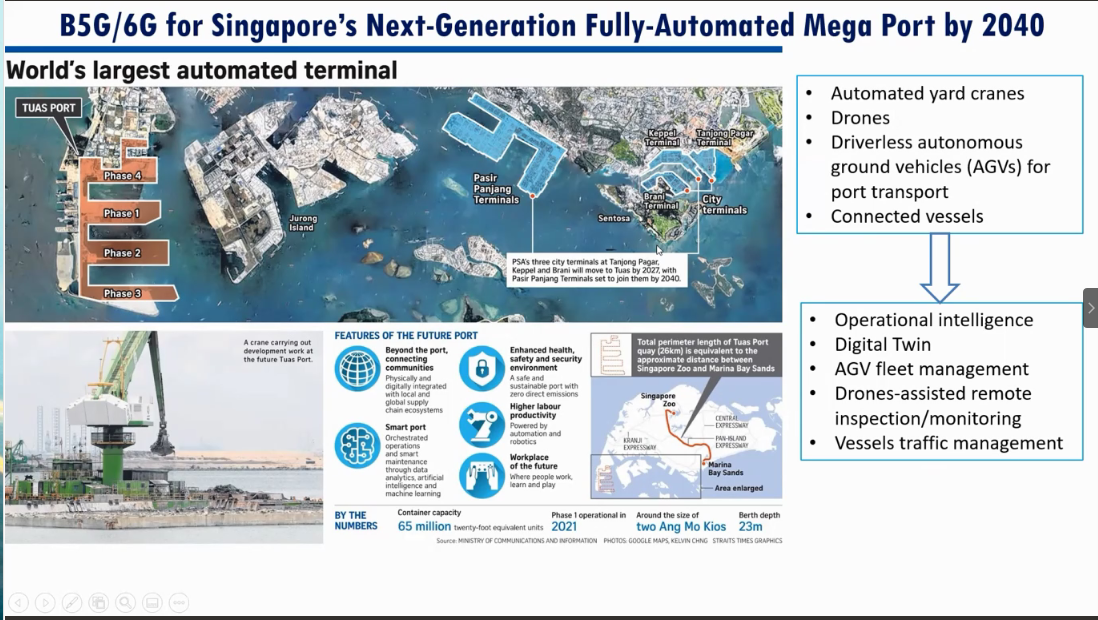 B5G/6G for Singapore's Next-Generation Fully-Automated Mega Port by 2040
World's largest automated terminal
TUAS PORT
Phase 4
Phase 1
Phase 2
Phase 3
Jurong
Island
Pasir
Panjang
Terminals
Keppel
Terminal
Tanjong Pagar
Terminal
Brani
Terminal
City
terminals
Sentosa
PSA's three city terminals at Tanjong Pagar,
Keppel and Brani will move to Tuas by 2027, with
Pasir Panjang Terminals set to join them by 2040.
• Automated yard cranes
• Drones
• Driverless autonomous
ground vehicles (AGVs) for
port transport
• Connected vessels
• Operational intelligence
• Digital Twin
• AGV fleet management
• Drones-assisted remote
inspection/monitoring
• Vessels traffic management
A crane carrying out
development work at
the future Tuas Port.
FEATURES OF THE FUTURE PORT
Beyond the port,
connecting
communities
Physically and
digitally integrated
with local and
global supply
chain ecosystems
Smart port
Orchestrated
operations
and smart
maintenance
through data
analytics, artificial
intelligence and
machine learning
Enhanced health,
safety and security
environment
A safe and
sustainable port with
zero direct emissions
Higher labour
productivity
Powered by
automation and
robotics
Workplace
of the future
Where people work,
learn and play
Total perimeter length of Tuas Port
quay (26km) is equivalent to the
approximate distance between
Singapore Zoo and Marina Bay Sands
Singapore
Zoo
CENTRAL
EXPRESSWAY
KRANJI
EXPRESSWAY
PAN-ISLAND
EXPRESSWAY
Marina
Bay Sands
Area enlarged
BY THE
NUMBERS
Container capacity
65 million twenty-foot equivalent units
Phase 1 operational in
2021
Around the size of
two Ang Mo Kios
Berth depth
23m
Source: MINISTRY OF COMMUNICATIONS AND INFORMATION PHOTOS: GOOGLE MAPS, KELVIN CHNG STRAITS TIMES GRAPHICS